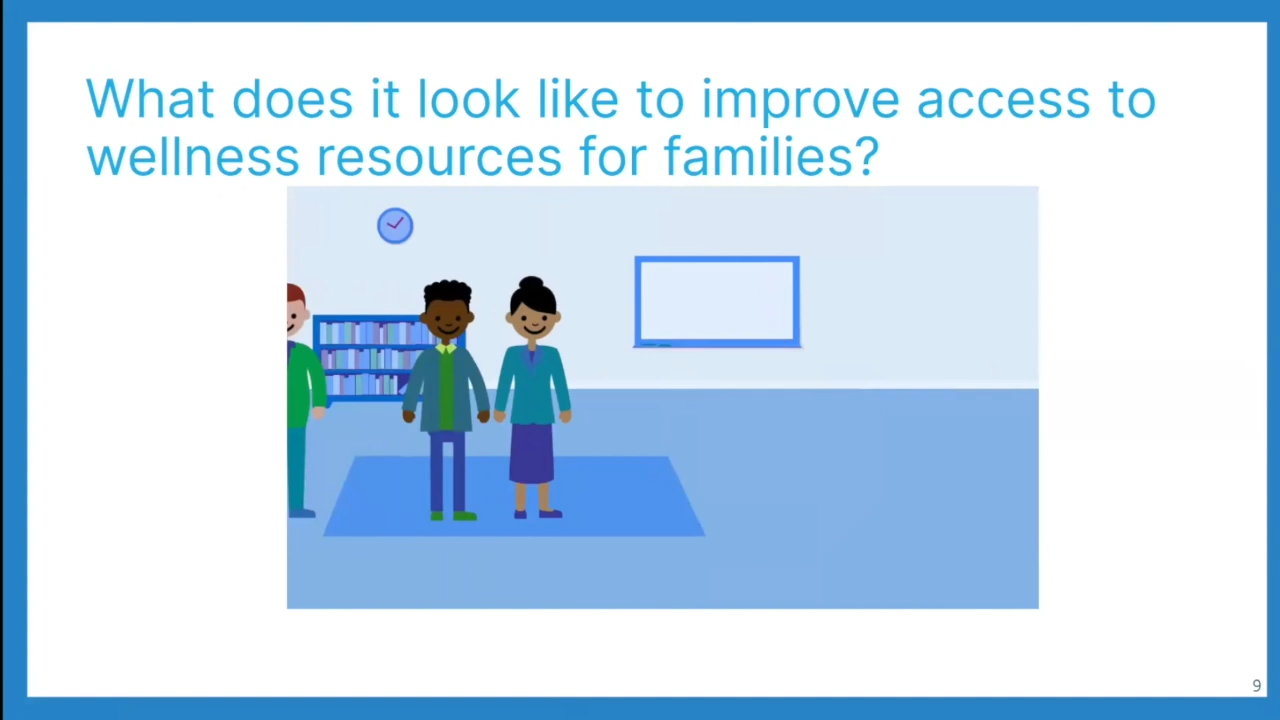 What does it look like to improve access to
wellness resources for families?
9